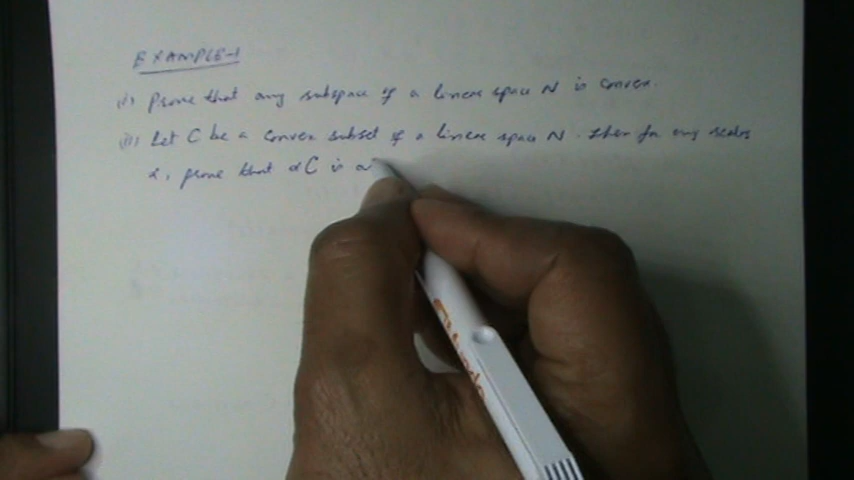 EXAMPLE-1
(i) Prove that any subspace of a linear space N is convex.
(ii) Let C be a convex subset of a linear space N. Then for any scalar
α, prove that αC is a